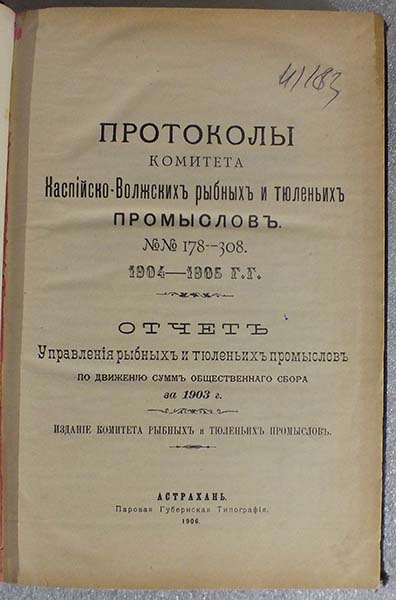 41183
ПРОТОКОЛЫ
КОМИТЕТА
Каспійско-Волжскихъ рыбныхъ и тюленьихъ
ПРОМЫСЛОВЪ.
№№ 178—308.
1904—1905 Г.Г.
ОТЧЕТЪ
Управленія рыбныхъ и тюленьихъ промысловъ
ПО ДВИЖЕНІЮ СУММЪ ОБЩЕСТВЕННАГО СБОРА
за 1903 г.
ИЗДАНІЕ КОМИТЕТА РЫБНЫХЪ и ТЮЛЕНЬИХЪ ПРОМЫСЛОВЪ.
АСТРАХАНЬ.
Паровая Губернская Типографія.
1906.